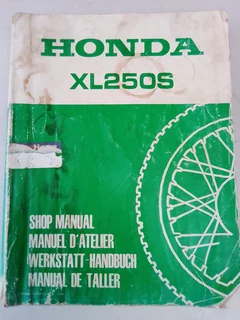 HONDA
XL250S
SHOP MANUAL
MANUEL D'ATELIER
WERKSTATT-HANDBUCH
MANUAL DE TALLER